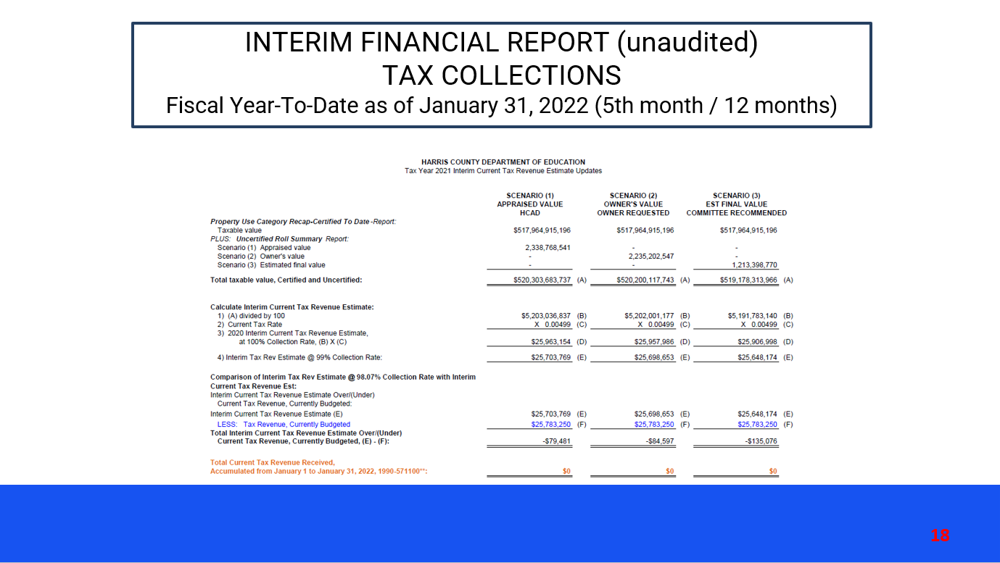 INTERIM FINANCIAL REPORT (unaudited)
TAX COLLECTIONS
Fiscal Year-To-Date as of January 31, 2022 (5th month / 12 months)
HARRIS COUNTY DEPARTMENT OF EDUCATION
Tax Year 2021 Interim Current Tax Revenue Estimate Updates
SCENARIO (1) SCENARIO (2) SCENARIO (3)
APPRAISED VALUE OWNER'S VALUE EST FINAL VALUE
HCAD OWNER REQUESTED COMMITTEE RECOMMENDED
Property Use Category Recap-Certified To Date -Report:
Taxable value $517,964,915,196 $517,964,915,196 $517,964,915,196
PLUS: Uncertified Roll Summary Report:
Scenario (1) Appraised value 2,338,768,541 - -
Scenario (2) Owner's value - 2,235,202,547 -
Scenario (3) Estimated final value - - 1,213,398,770
Total taxable value, Certified and Uncertified: $520,303,683,737 (A) $520,200,117,743 (A) $519,178,313,966 (A)
Calculate Interim Current Tax Revenue Estimate:
1) (A) divided by 100 $5,203,036,837 (B) $5,202,001,177 (B) $5,191,783,140 (B)
2) Current Tax Rate X 0.00499 (C) X 0.00499 (C) X 0.00499 (C)
3) 2020 Interim Current Tax Revenue Estimate,
at 100% Collection Rate, (B) X (C) $25,963,154 (D) $25,957,986 (D) $25,906,998 (D)
4) Interim Tax Rev Estimate @ 99% Collection Rate: $25,703,769 (E) $25,698,653 (E) $25,648,174 (E)
Comparison of Interim Tax Rev Estimate @ 98.07% Collection Rate with Interim
Current Tax Revenue Est:
Interim Current Tax Revenue Estimate Over/(Under)
Current Tax Revenue, Currently Budgeted:
Interim Current Tax Revenue Estimate (E) $25,703,769 (E) $25,698,653 (E) $25,648,174 (E)
LESS: Tax Revenue, Currently Budgeted $25,783,250 (F) $25,783,250 (F) $25,783,250 (F)
Total Interim Current Tax Revenue Estimate Over/(Under)
Current Tax Revenue, Currently Budgeted, (E) - (F): -$79,481 -$84,597 -$135,076
Total Current Tax Revenue Received,
Accumulated from January 1 to January 31, 2022, 1990-571100**: $0 $0 $0
18